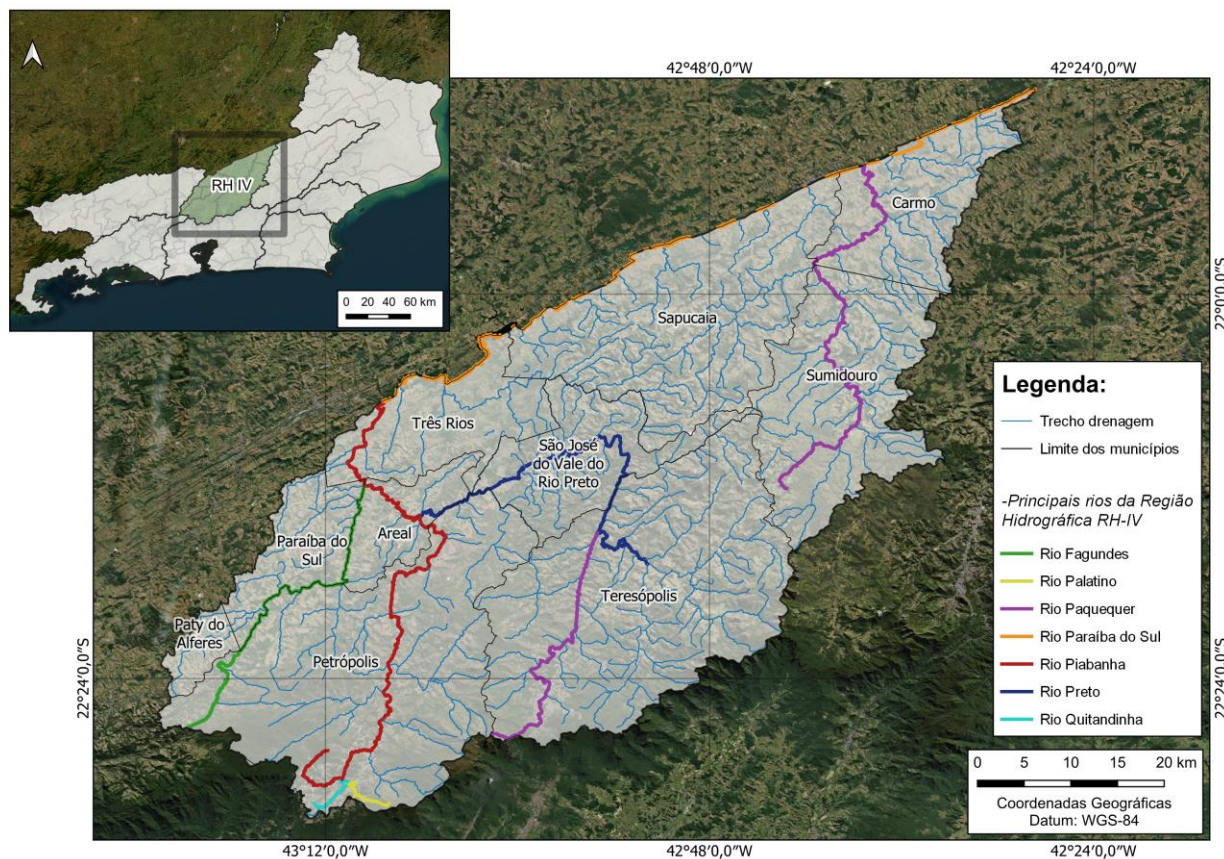 RH IV
0 20 40 60 km
42°48'0,0"W
42°24'0,0"W
Carmo
22°0'0,0"S
Sapucaia
Sumidouro
Três Rios
São José
do Vale do
Rio Preto
Areal
Paraíba do
Sul
Teresópolis
Paty do
Alferes
Petrópolis
22°24'0,0"S
22°24'0,0"S
Legenda:
Trecho drenagem
Limite dos municípios
-Principais rios da Região
Hidrográfica RH-IV
Rio Fagundes
Rio Palatino
Rio Paquequer
Rio Paraíba do Sul
Rio Piabanha
Rio Preto
Rio Quitandinha
0 5 10 15 20 km
Coordenadas Geográficas
Datum: WGS-84
43°12'0,0"W
42°48'0,0"W
42°24'0,0"W